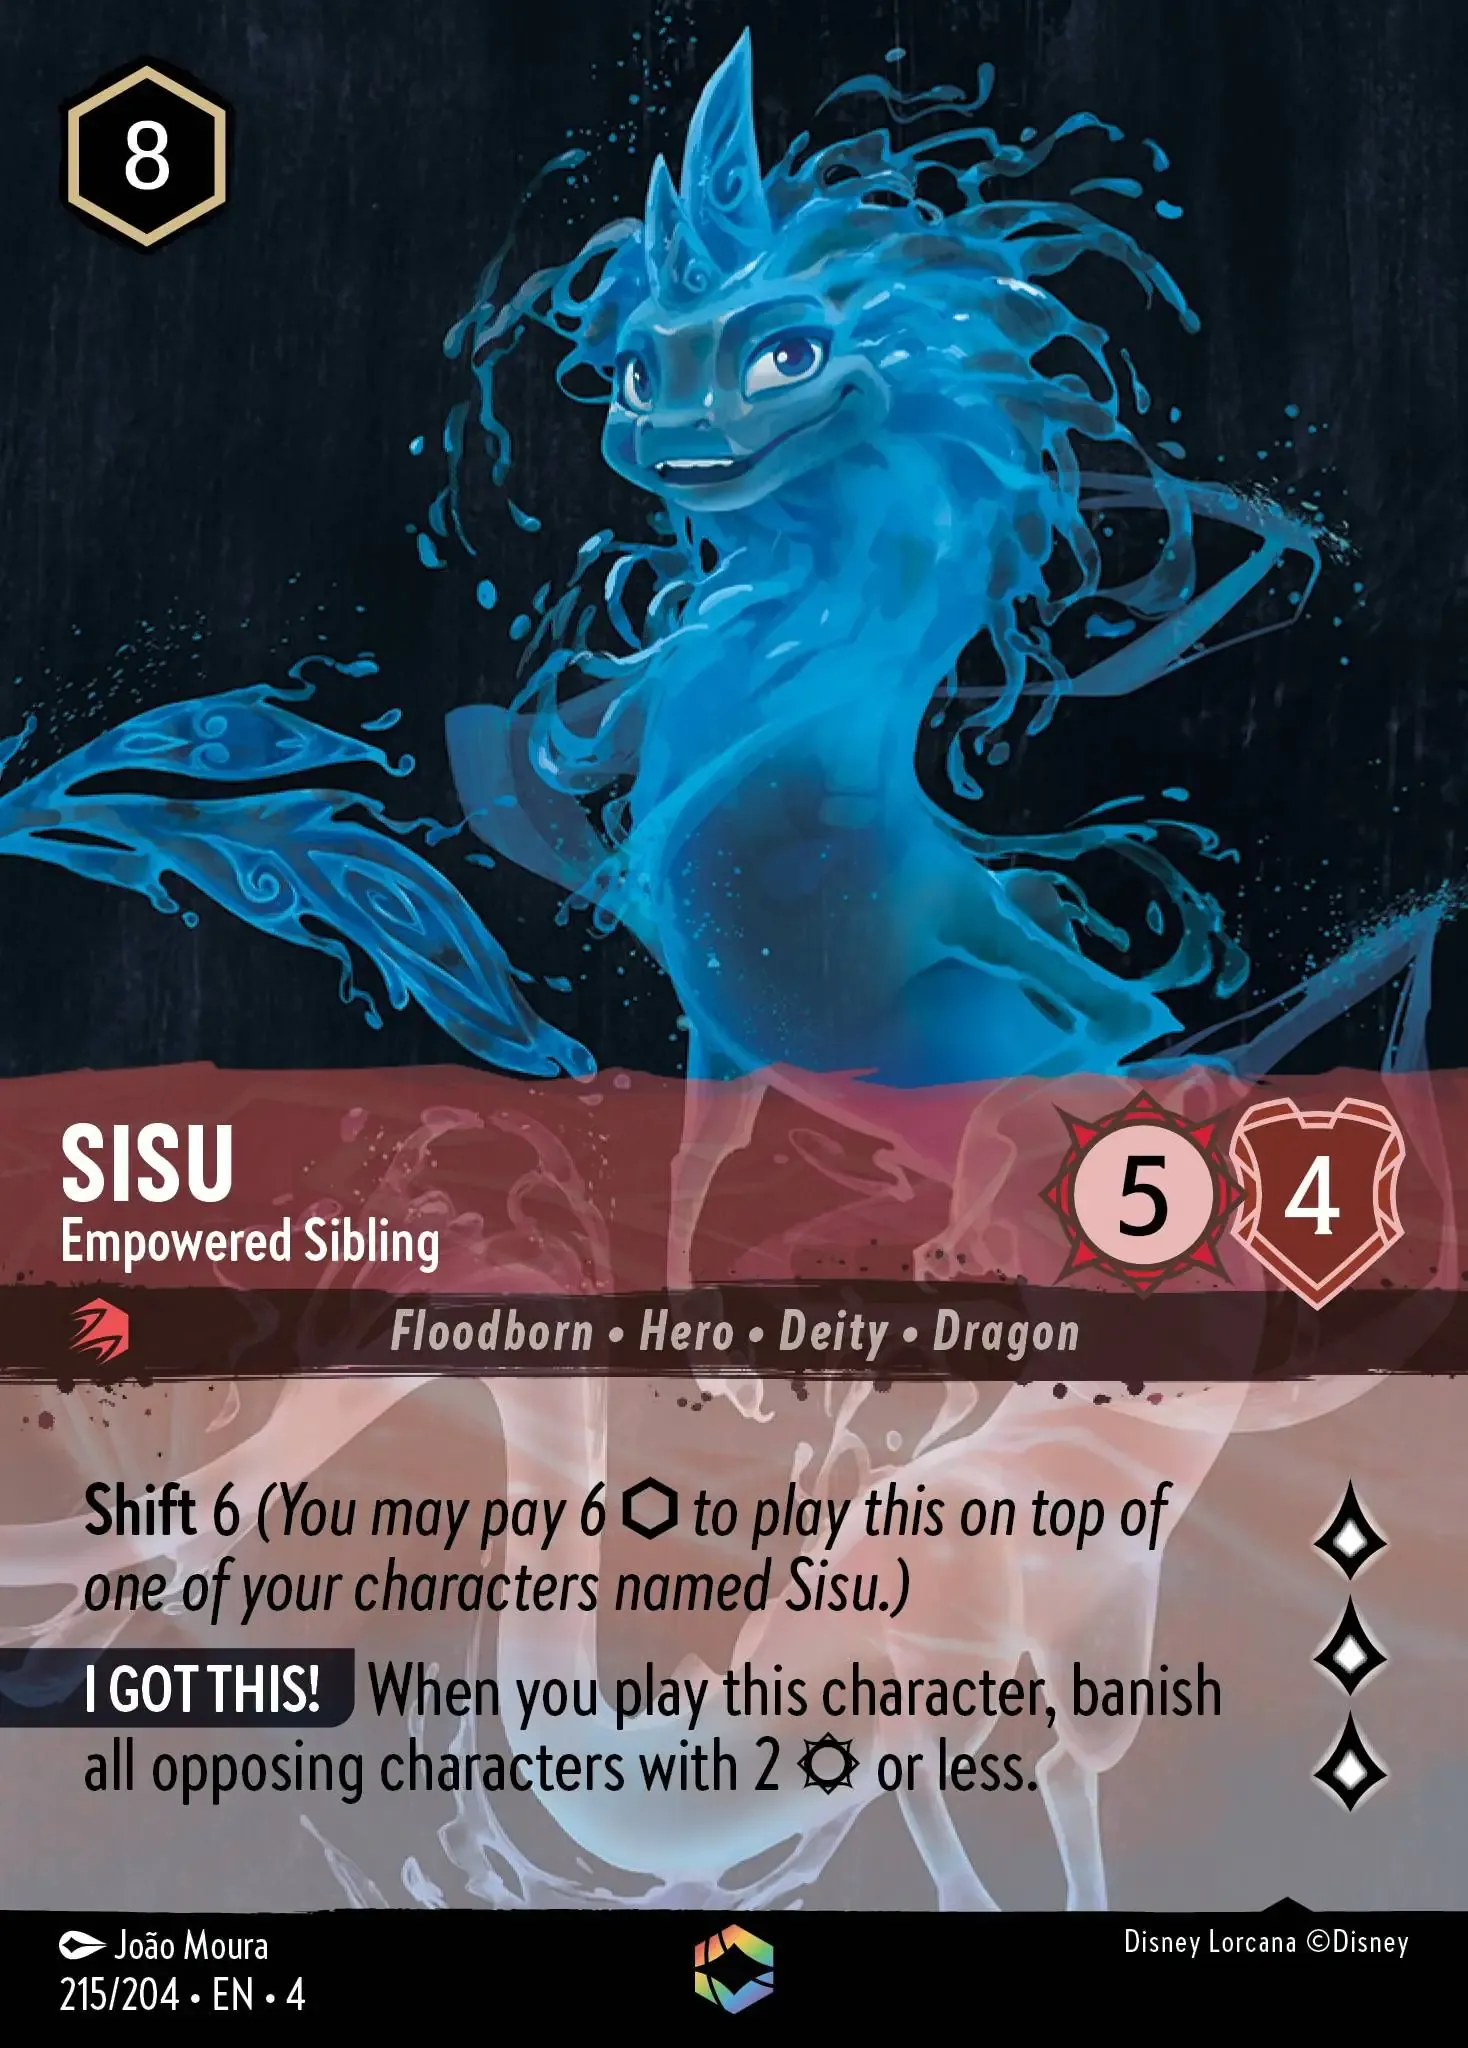 8
SISU
Empowered Sibling
5
4
Floodborn • Hero • Deity • Dragon
Shift 6 (You may pay 6 ⬡ to play this on top of
one of your characters named Sisu.)
I GOT THIS! When you play this character, banish
all opposing characters with 2 ¤ or less.
João Moura
Disney Lorcana ©Disney
215/204 • EN • 4